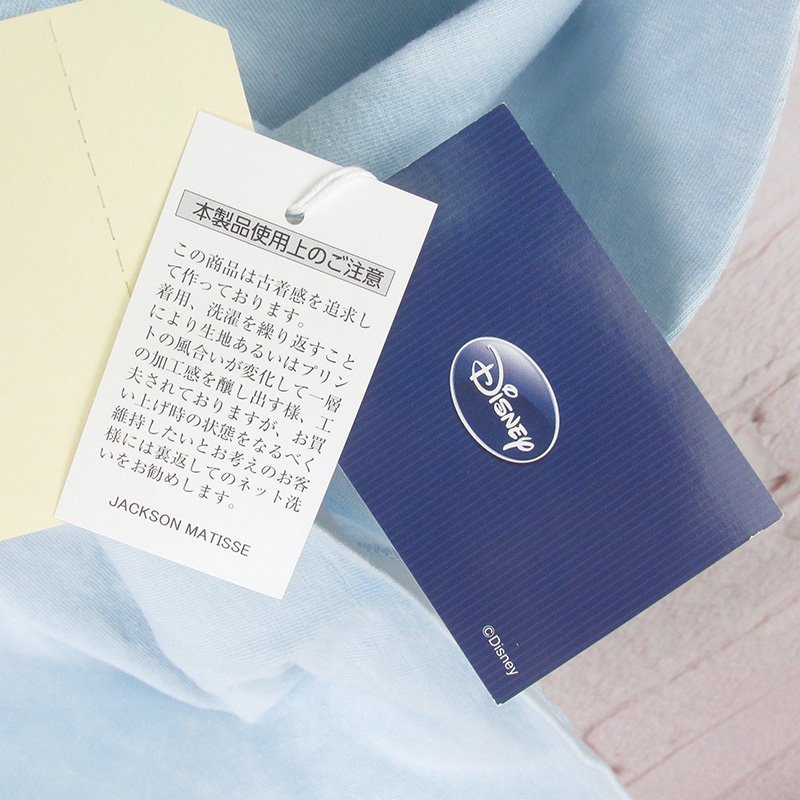 本製品使用上のご注意
この商品は古着感を追求し
て作っております。
着用、洗濯を繰り返すこと
により生地あるいはプリン
トの風合いが変化して一層
の加工感を醸し出す様、工
夫されておりますが、お買
い上げ時の状態をなるべく
維持したいとお考えのお客
様には裏返してのネット洗
いをお勧めします。
JACKSON MATISSE
Disney
©Disney